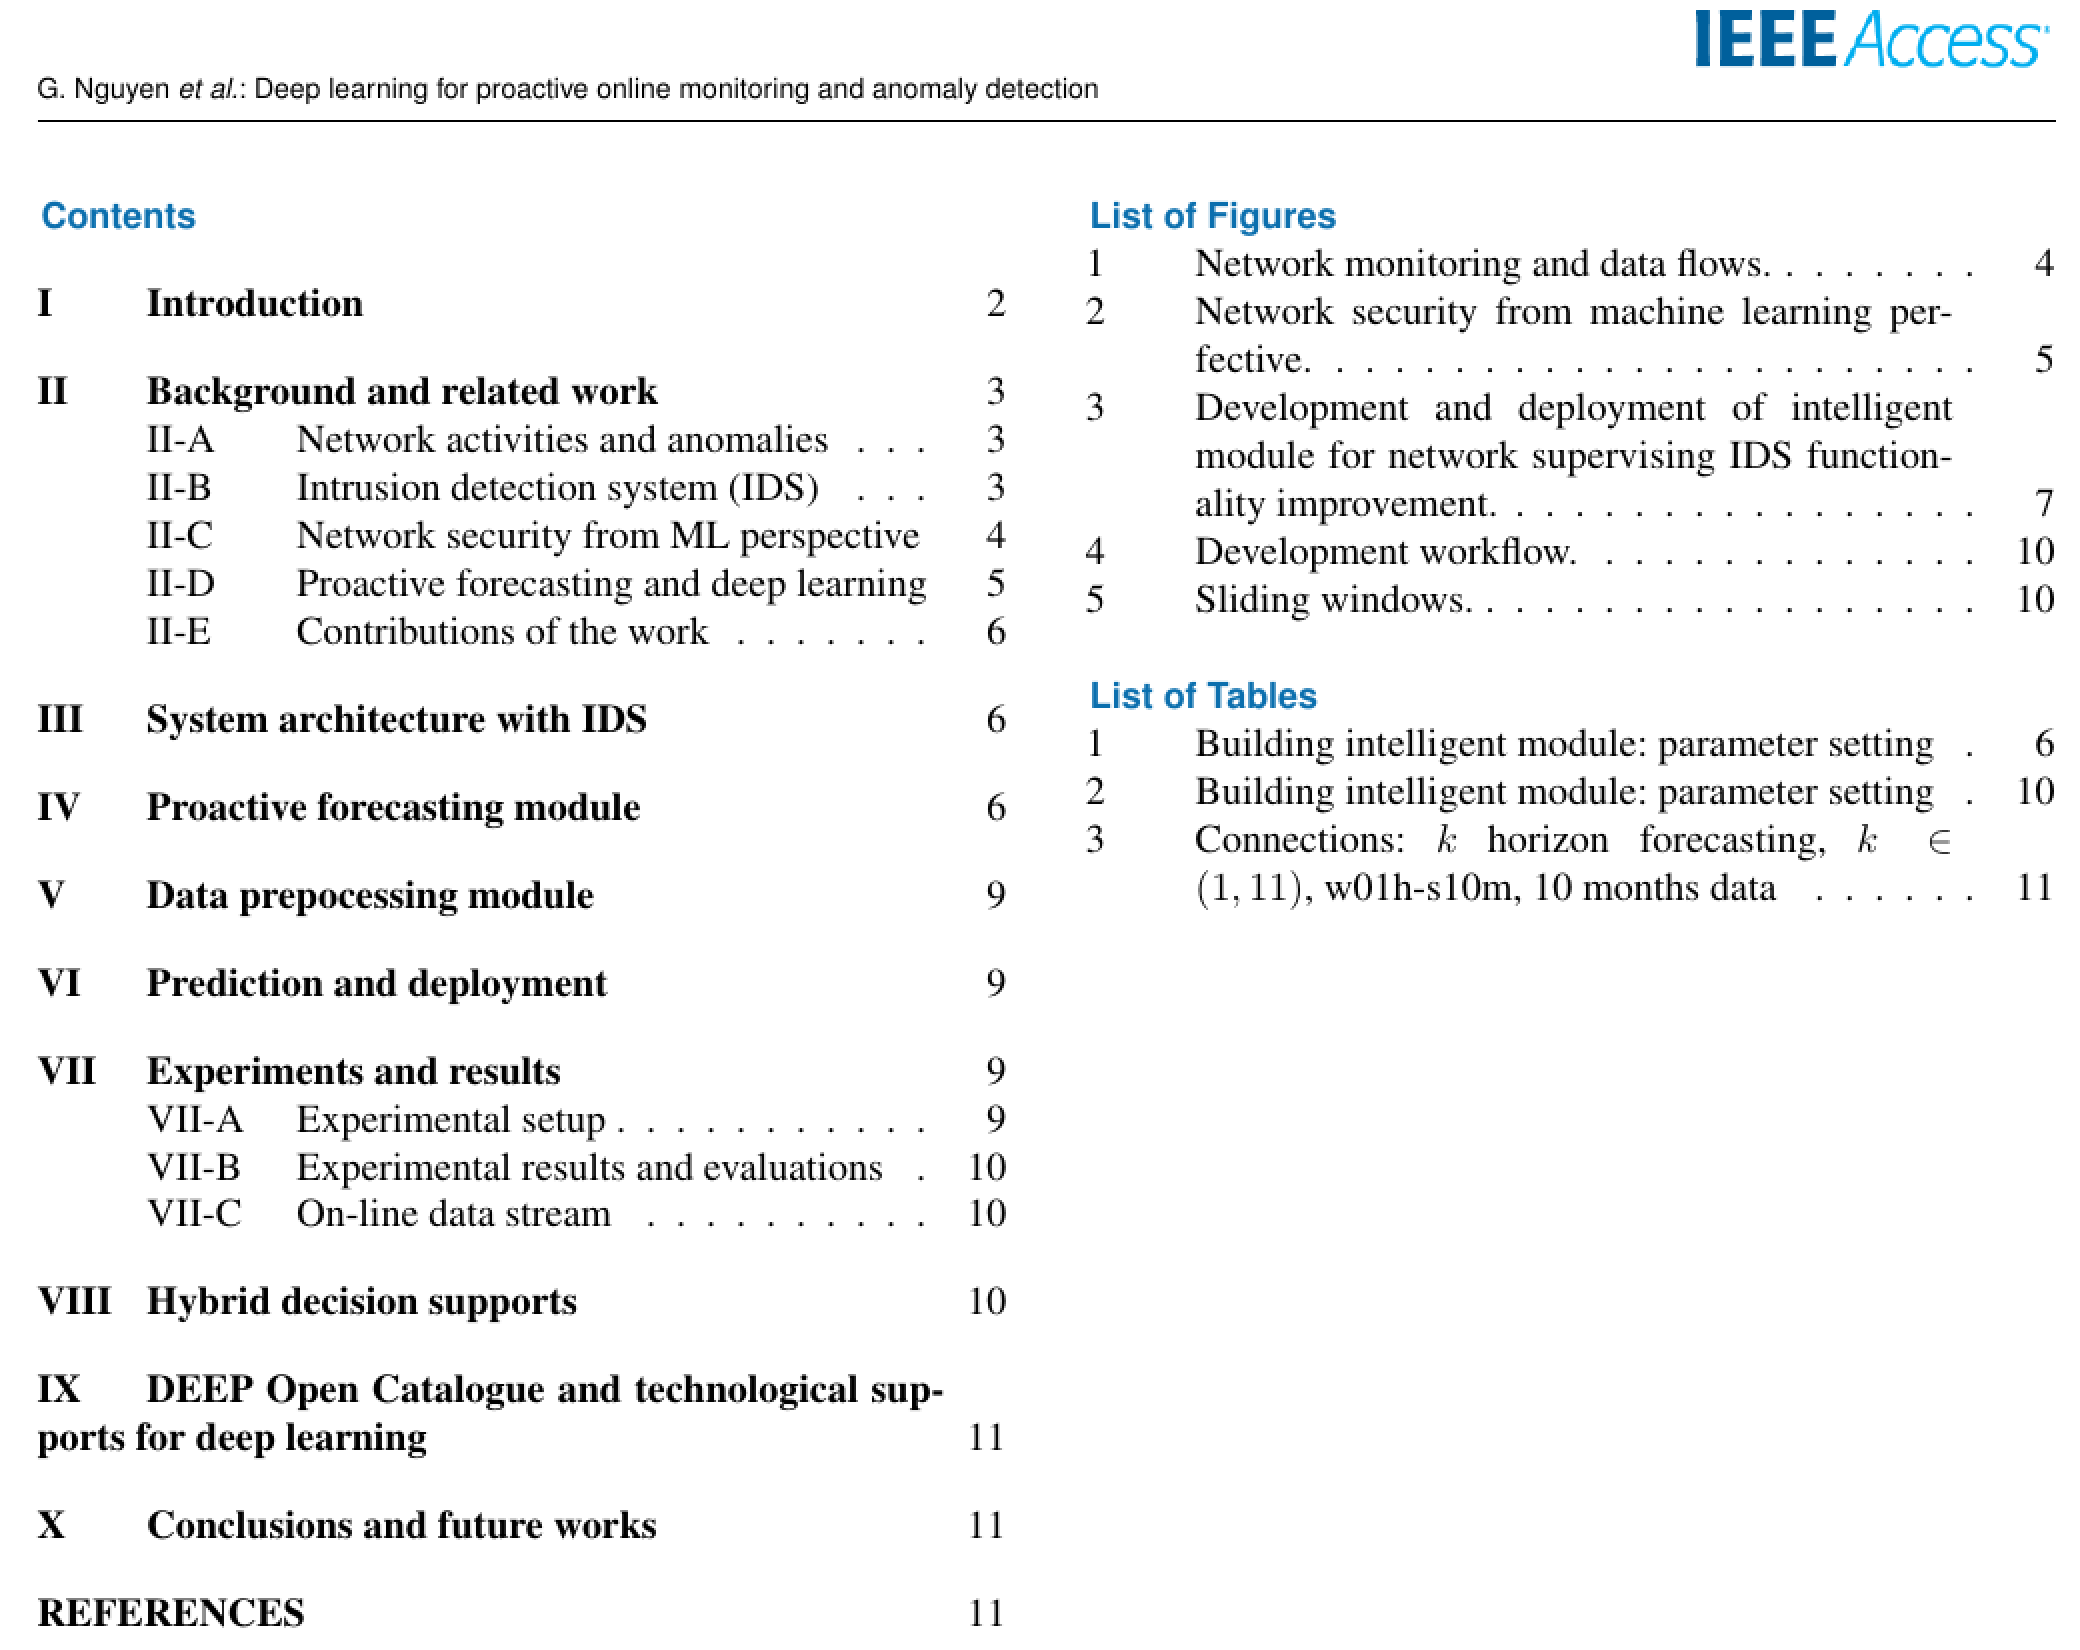 IEEE Access
G. Nguyen et al.: Deep learning for proactive online monitoring and anomaly detection
Contents
I Introduction 2
II Background and related work 3
II-A Network activities and anomalies . . . 3
II-B Intrusion detection system (IDS) . . . 3
II-C Network security from ML perspective 4
II-D Proactive forecasting and deep learning 5
II-E Contributions of the work . . . . . . . 6
III System architecture with IDS 6
IV Proactive forecasting module 6
V Data prepocessing module 9
VI Prediction and deployment 9
VII Experiments and results 9
VII-A Experimental setup . . . . . . . . . . . 9
VII-B Experimental results and evaluations . 10
VII-C On-line data stream . . . . . . . . . . 10
VIII Hybrid decision supports 10
IX DEEP Open Catalogue and technological sup-
ports for deep learning 11
X Conclusions and future works 11
REFERENCES 11
List of Figures
1 Network monitoring and data flows. . . . . . . . 4
2 Network security from machine learning per-
fective. . . . . . . . . . . . . . . . . . . . . . . 5
3 Development and deployment of intelligent
module for network supervising IDS function-
ality improvement. . . . . . . . . . . . . . . . . 7
4 Development workflow. . . . . . . . . . . . . . 10
5 Sliding windows. . . . . . . . . . . . . . . . . . 10
List of Tables
1 Building intelligent module: parameter setting . 6
2 Building intelligent module: parameter setting . 10
3 Connections: k horizon forecasting, k ∈
(1, 11), w01h-s10m, 10 months data . . . . . . 11